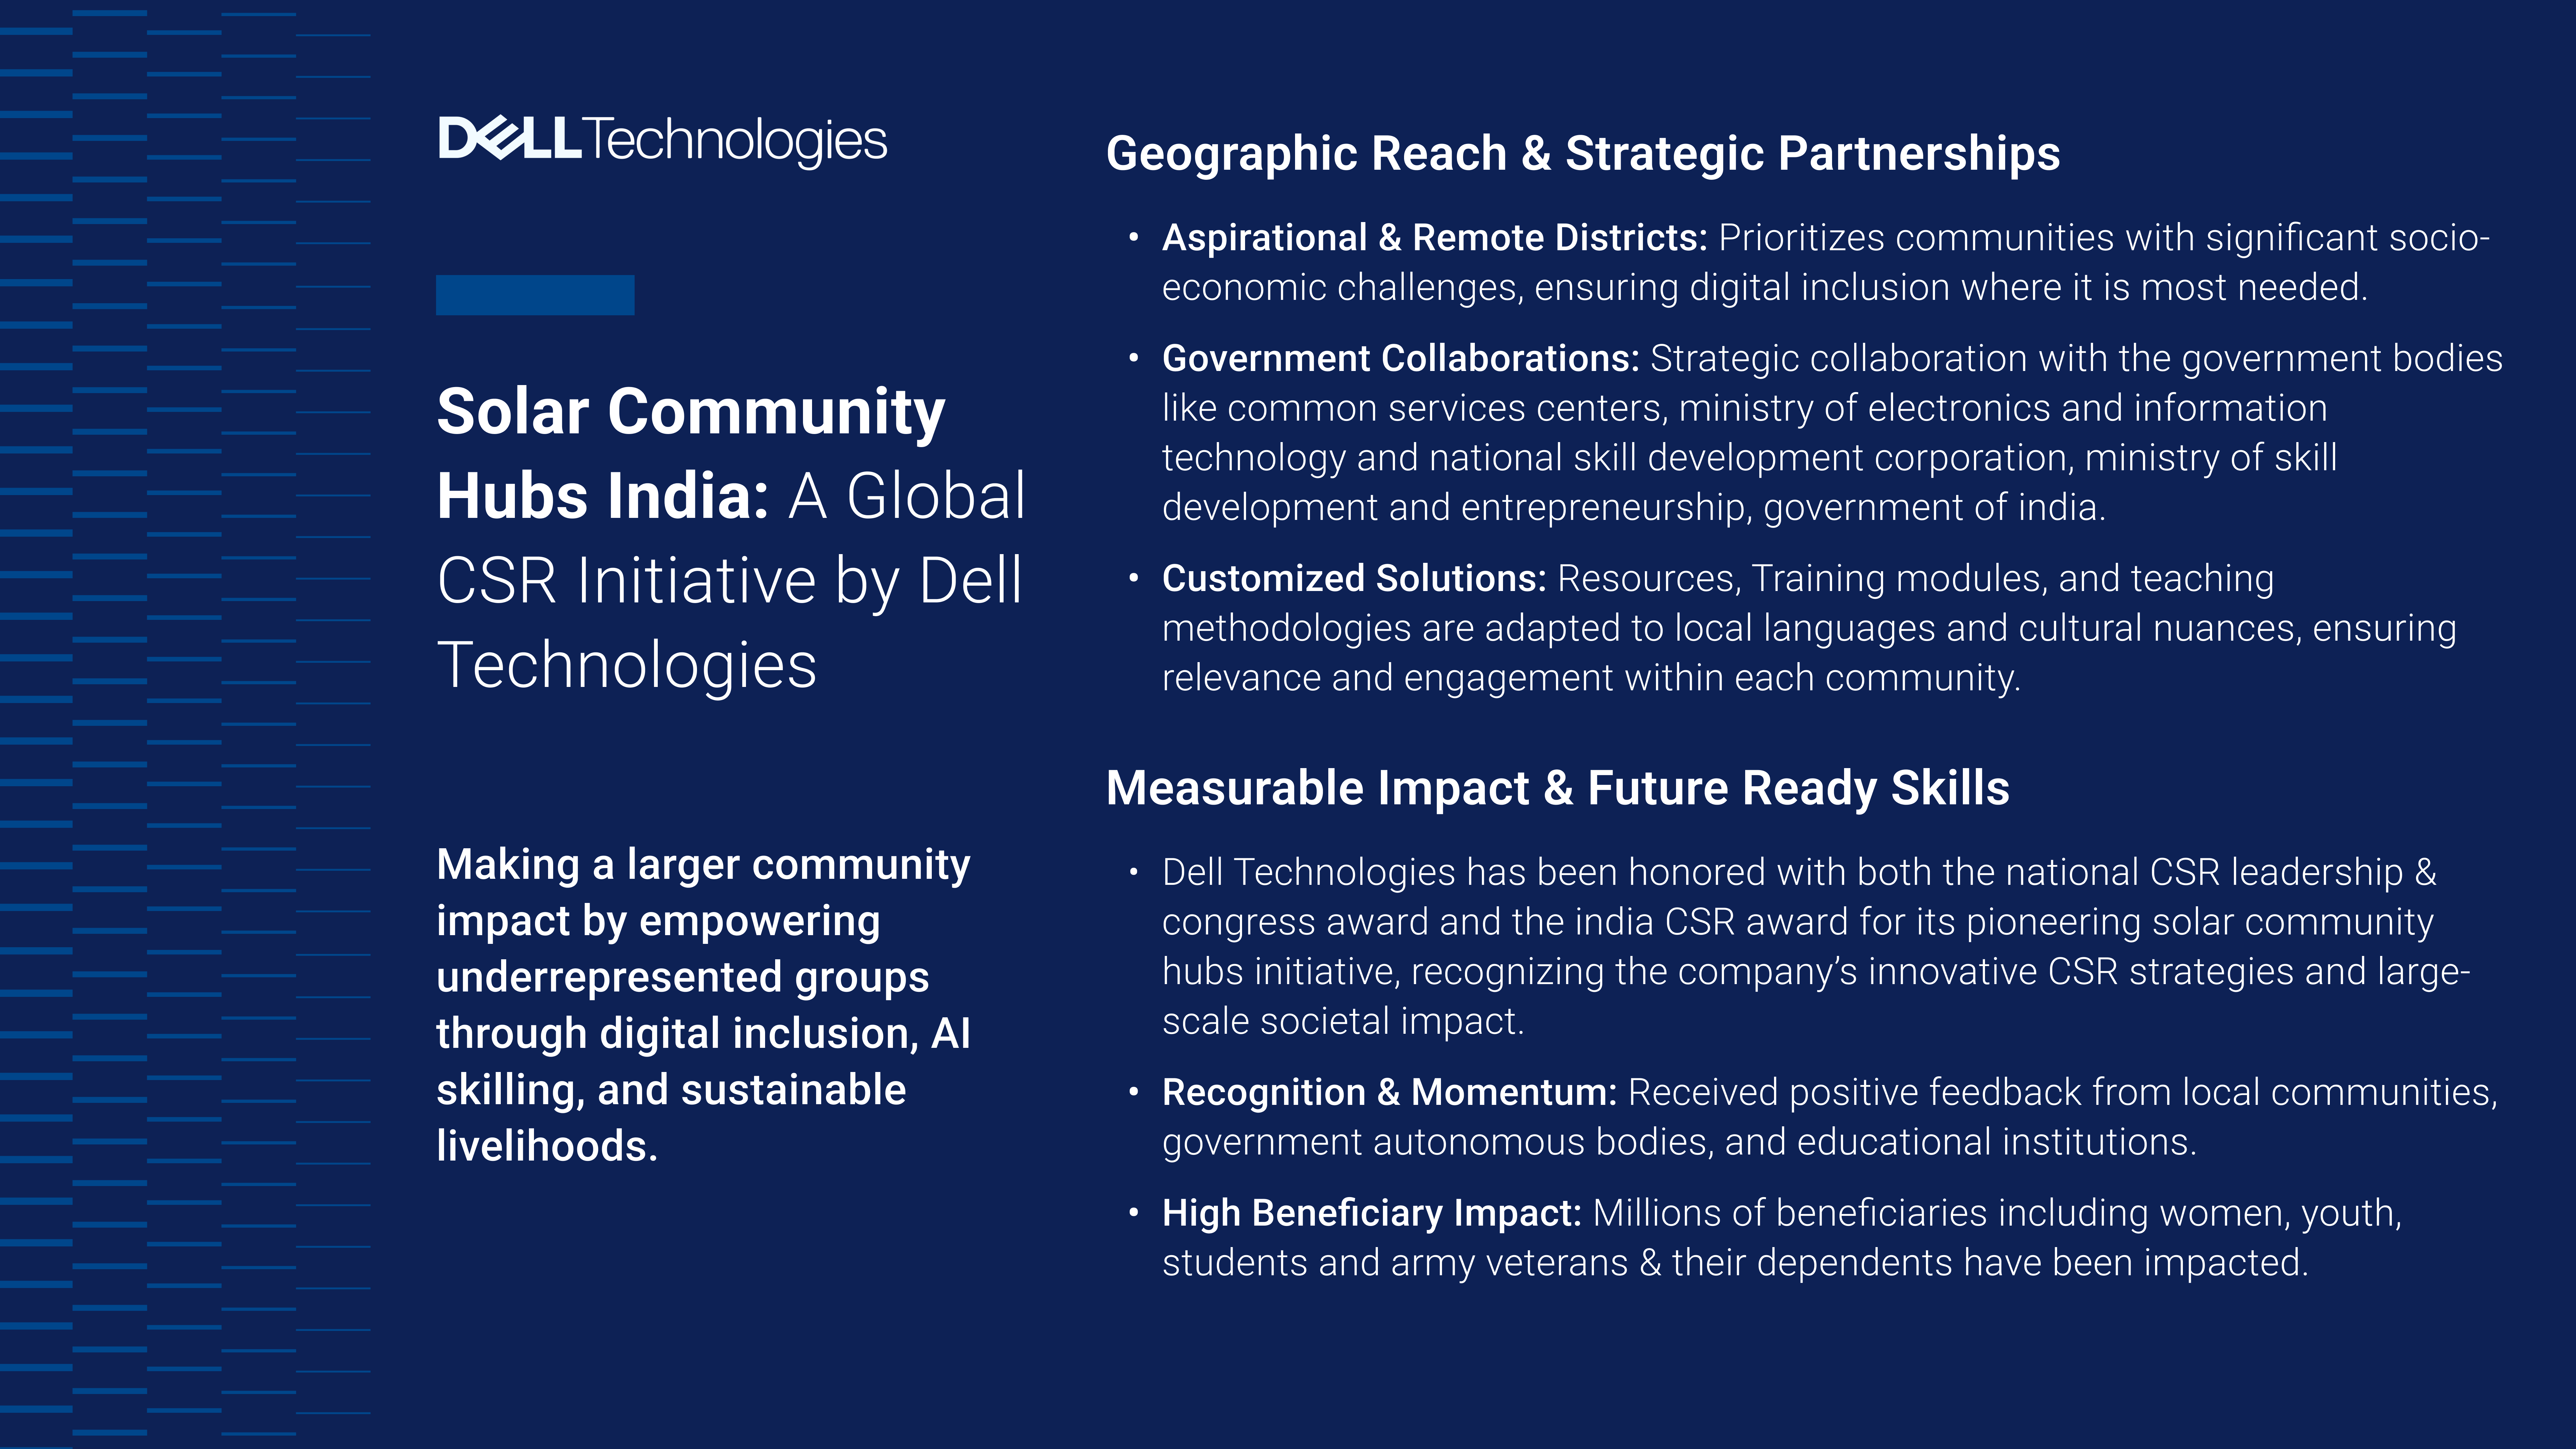 DELLTechnologies
Solar Community
Hubs India: A Global
CSR Initiative by Dell
Technologies
Making a larger community
impact by empowering
underrepresented groups
through digital inclusion, AI
skilling, and sustainable
livelihoods.
Geographic Reach & Strategic Partnerships
• Aspirational & Remote Districts: Prioritizes communities with significant socio-
economic challenges, ensuring digital inclusion where it is most needed.
• Government Collaborations: Strategic collaboration with the government bodies
like common services centers, ministry of electronics and information
technology and national skill development corporation, ministry of skill
development and entrepreneurship, government of india.
• Customized Solutions: Resources, Training modules, and teaching
methodologies are adapted to local languages and cultural nuances, ensuring
relevance and engagement within each community.
Measurable Impact & Future Ready Skills
• Dell Technologies has been honored with both the national CSR leadership &
congress award and the india CSR award for its pioneering solar community
hubs initiative, recognizing the company’s innovative CSR strategies and large-
scale societal impact.
• Recognition & Momentum: Received positive feedback from local communities,
government autonomous bodies, and educational institutions.
• High Beneficiary Impact: Millions of beneficiaries including women, youth,
students and army veterans & their dependents have been impacted.